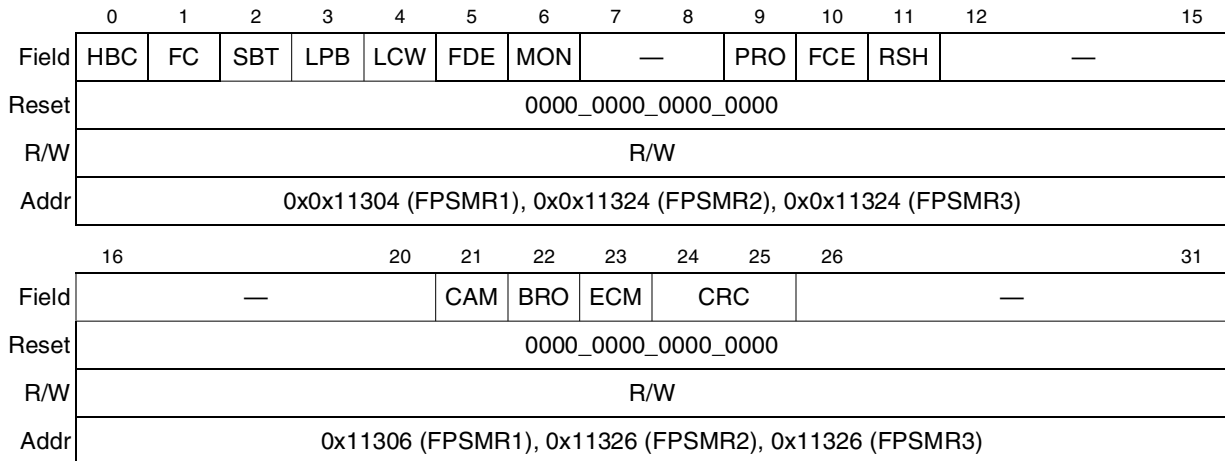 0 1 2 3 4 5 6 7 8 9 10 11 12 15
Field HBC FC SBT LPB LCW FDE MON — PRO FCE RSH —
Reset 0000_0000_0000_0000
R/W R/W
Addr 0x0x11304 (FPSMR1), 0x0x11324 (FPSMR2), 0x0x11324 (FPSMR3)
16 20 21 22 23 24 25 26 31
Field — CAM BRO ECM CRC —
Reset 0000_0000_0000_0000
R/W R/W
Addr 0x11306 (FPSMR1), 0x11326 (FPSMR2), 0x11326 (FPSMR3)